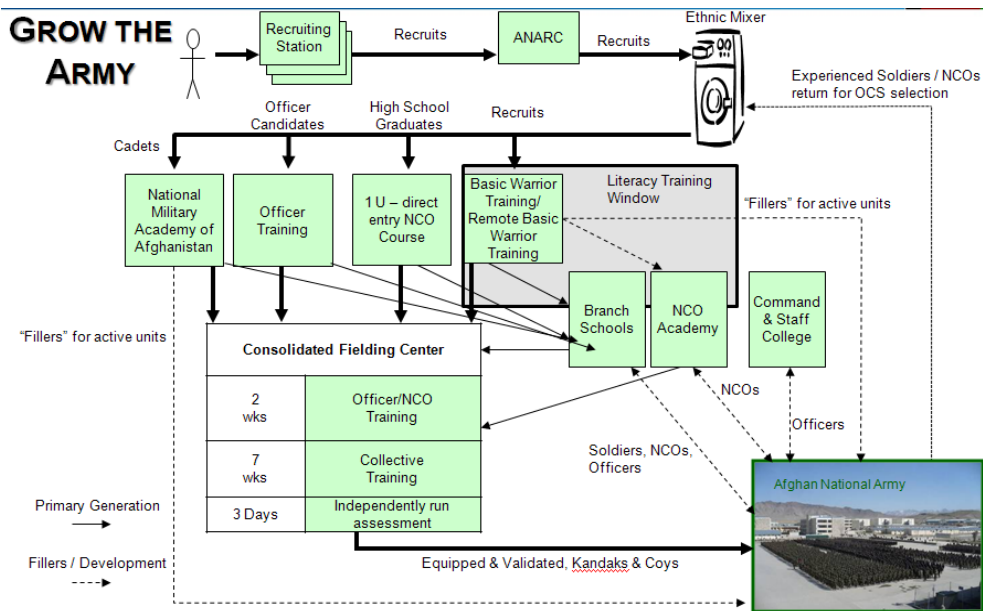 GROW THE
ARMY
Recruiting
Station
Recruits
ANARC
Recruits
Ethnic Mixer
Experienced Soldiers / NCOs
return for OCS selection
Cadets
Officer
Candidates
High School
Graduates
Recruits
National
Military
Academy of
Afghanistan
Officer
Training
1 U – direct
entry NCO
Course
Basic Warrior
Training/
Remote Basic
Warrior
Training
Literacy Training
Window
“Fillers” for active units
Branch
Schools
NCO
Academy
Command
& Staff
College
“Fillers” for active units
Consolidated Fielding Center
2
wks
Officer/NCO
Training
7
wks
Collective
Training
3 Days
Independently run
assessment
NCOs
Officers
Soldiers, NCOs,
Officers
Afghan National Army
Primary Generation
Fillers / Development
Equipped & Validated, Kandaks & Coys